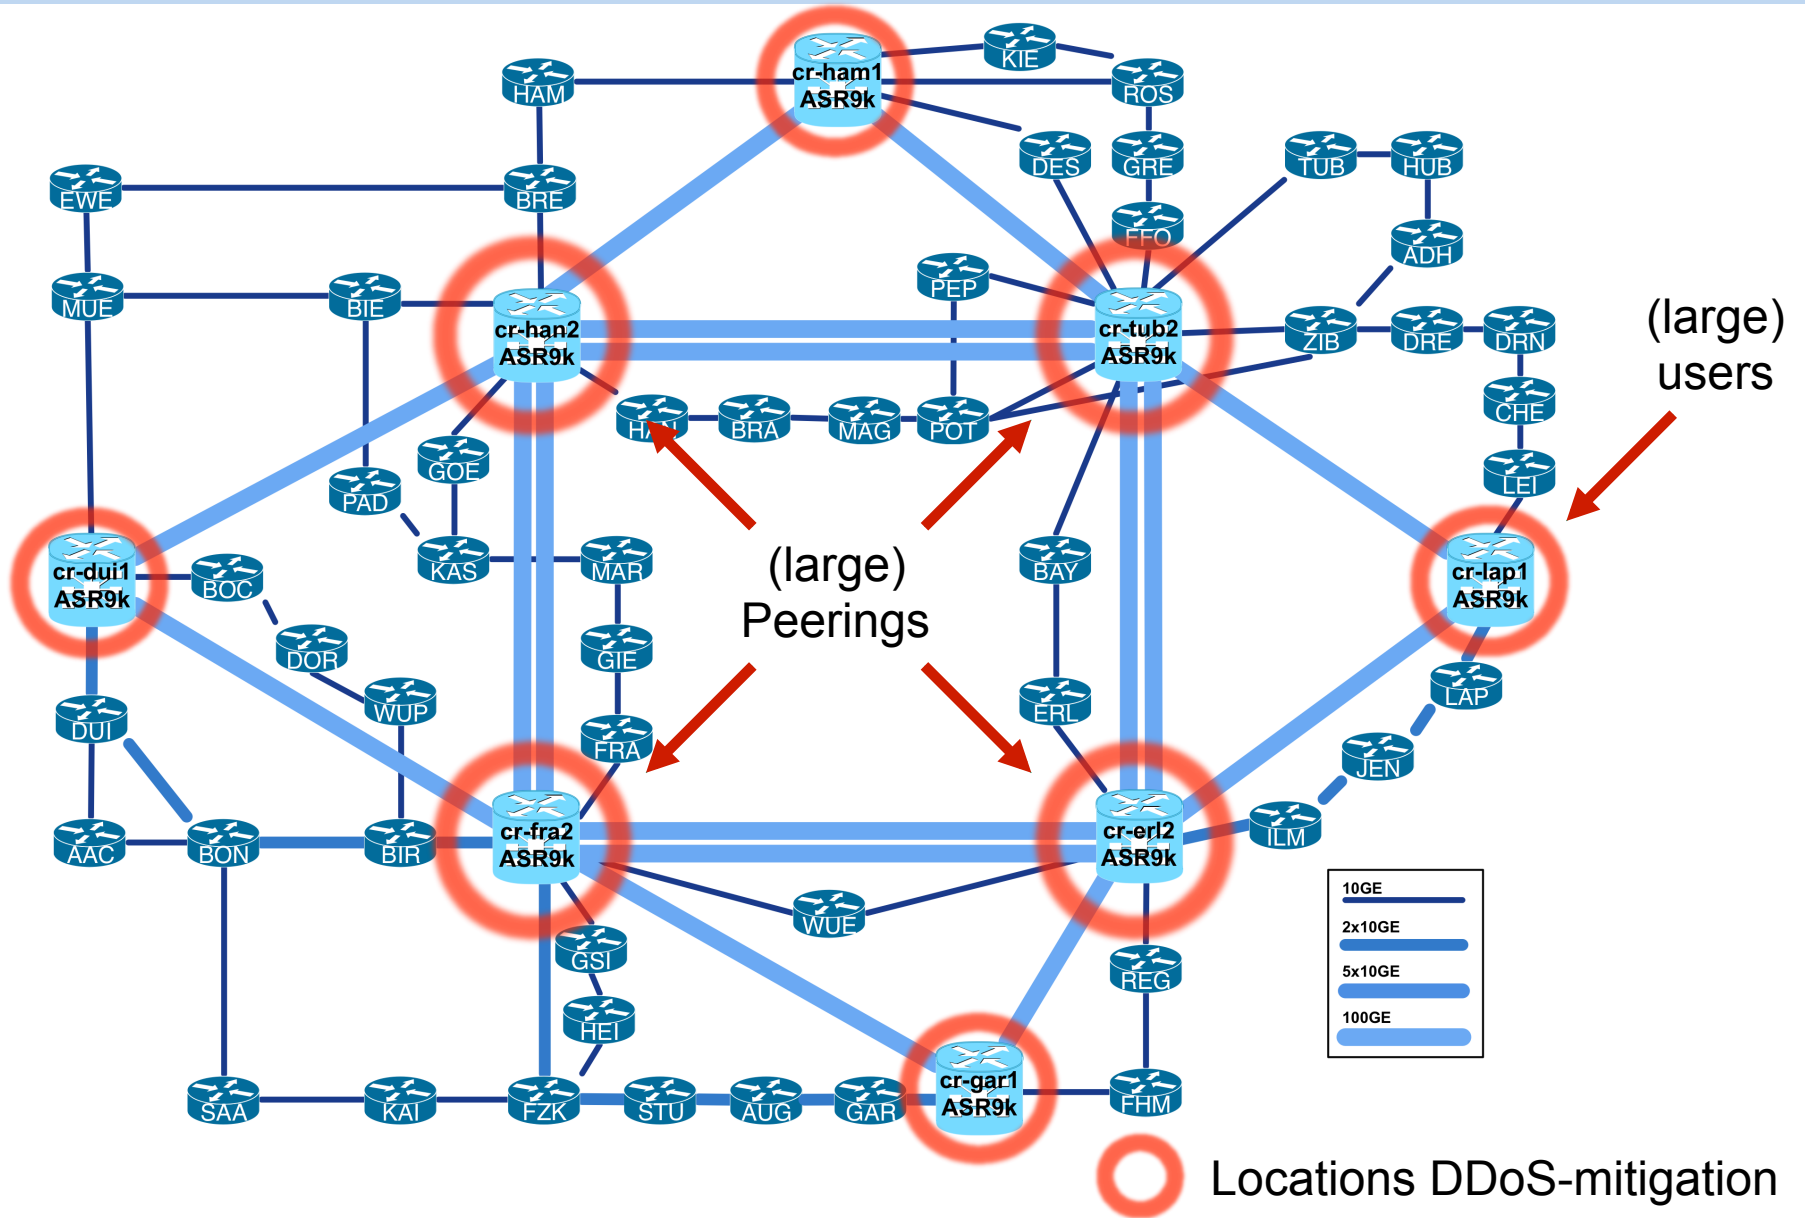 KIE
cr-ham1
ASR9k
HAM
ROS
DES
GRE
TUB
HUB
EWE
BRE
FFO
ADH
PEP
MUE
BIE
cr-han2
ASR9k
cr-tub2
ASR9k
ZIB
DRE
DRN
(large)
users
HAN
BRA
MAG
POT
CHE
GOE
LEI
PAD
KAS
MAR
BAY
cr-dui1
ASR9k
BOC
cr-lap1
ASR9k
(large)
Peerings
DOR
GIE
LAP
WUP
ERL
DUI
FRA
JEN
cr-fra2
ASR9k
cr-erl2
ASR9k
ILM
AAC
BON
BIR
WUE
10GE
2x10GE
5x10GE
100GE
GSI
REG
HEI
SAA
KAI
FZK
STU
AUG
GAR
cr-gar1
ASR9k
FHM
Locations DDoS-mitigation